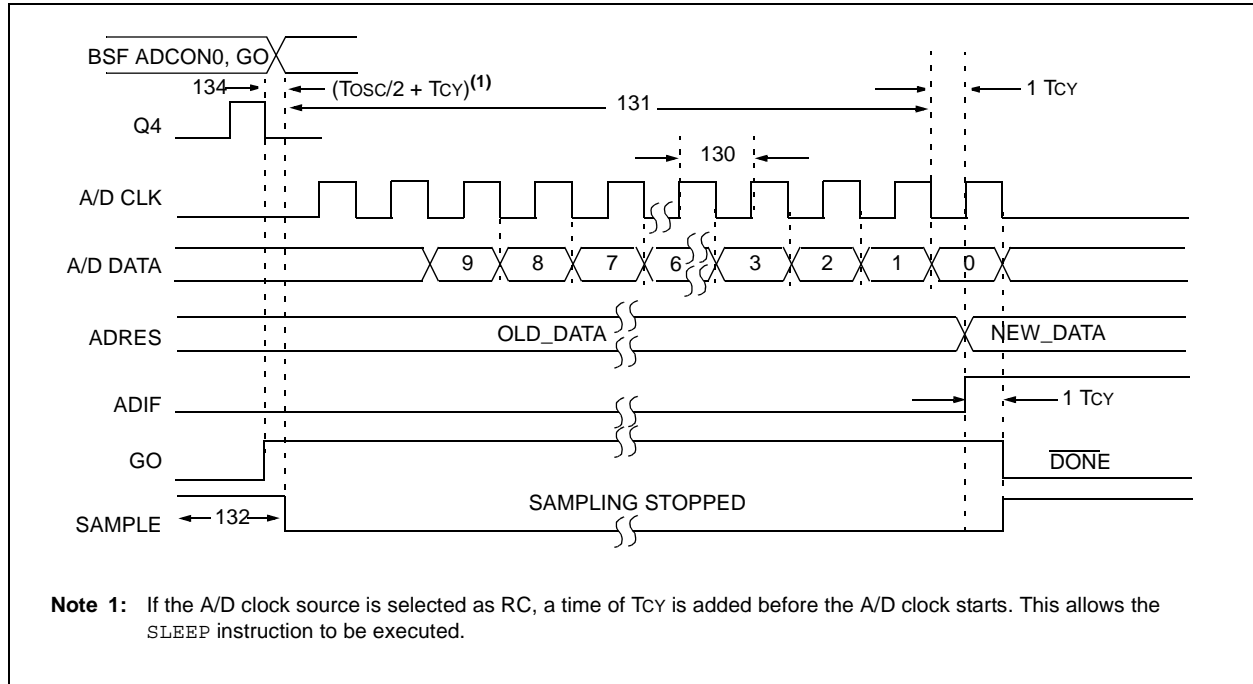 BSF ADCON0, GO
134
(TOSC/2 + TCY)(1)
131
1 TCY
Q4
130
A/D CLK
A/D DATA
9
8
7
6
3
2
1
0
ADRES
OLD_DATA
NEW_DATA
ADIF
1 TCY
GO
DONE
SAMPLING STOPPED
SAMPLE
132
Note 1: If the A/D clock source is selected as RC, a time of TCY is added before the A/D clock starts. This allows the
SLEEP instruction to be executed.